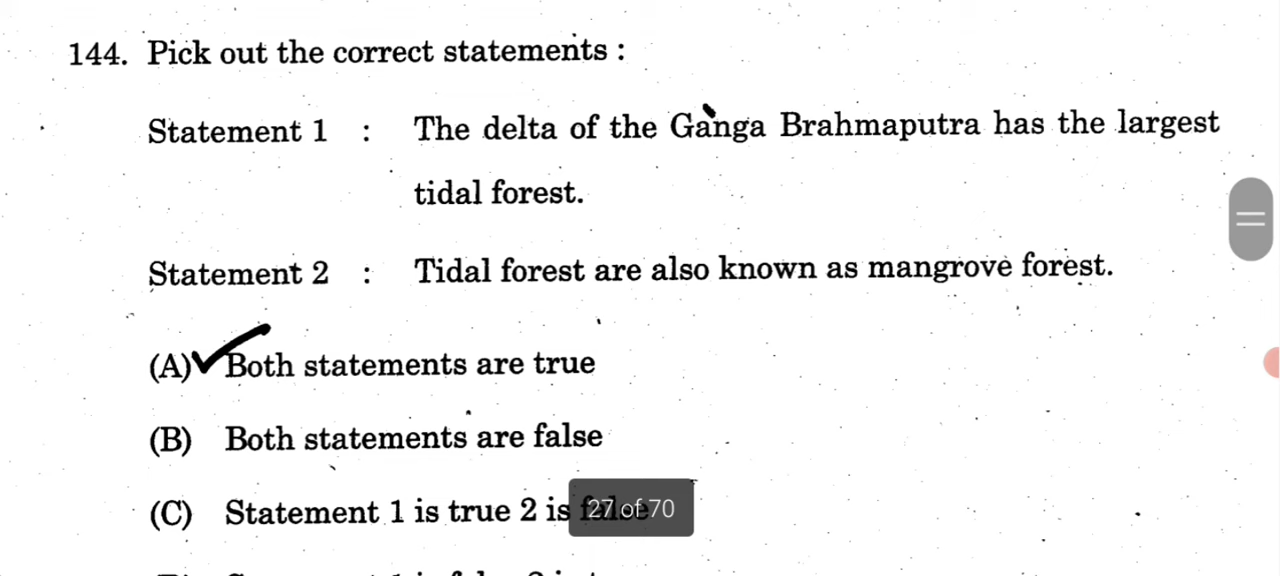 144. Pick out the correct statements :
Statement 1 : The delta of the Ganga Brahmaputra has the largest
tidal forest.
Statement 2 : Tidal forest are also known as mangrove forest.
(A) Both statements are true
(B) Both statements are false
(C) Statement 1 is true 2 is false
27 of 70